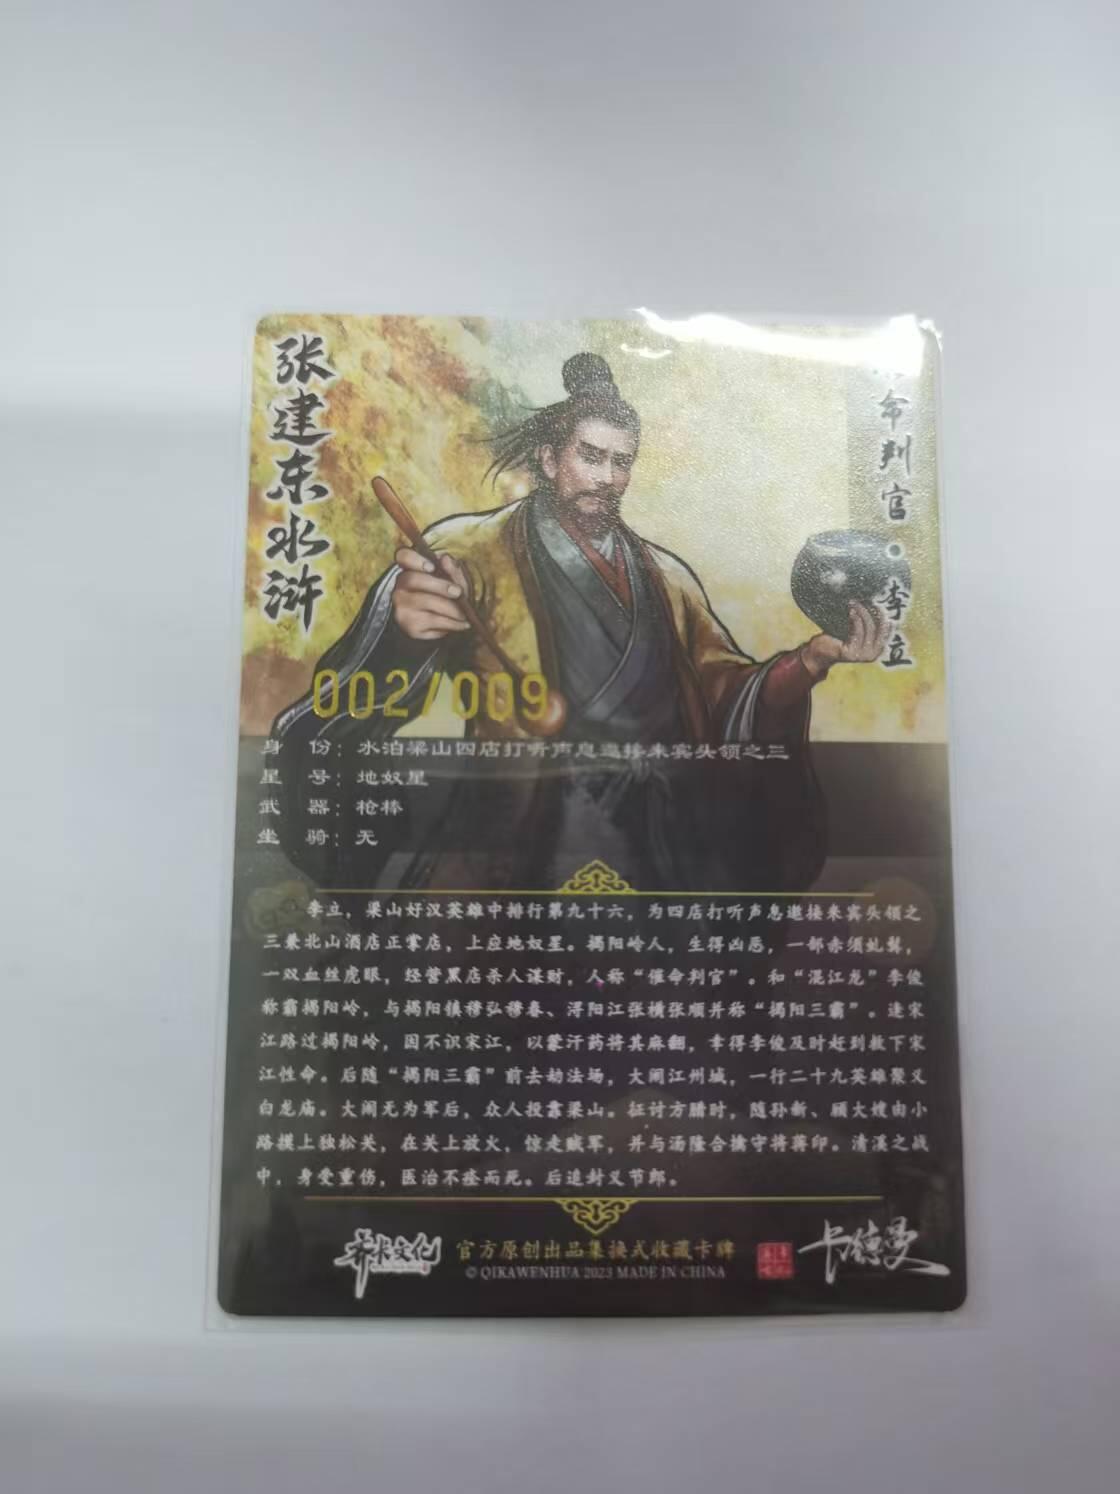 张建东水浒
命判官·李立
002/009
身 份：水泊梁山四店打听声息邀接来宾头领之三
星 号：地奴星
武 器：枪棒
坐 骑：无
李立，梁山好汉英雄中排行第九十六，为四店打听声息邀接来宾头领之
三兼北山酒店正掌店，上应地奴星。揭阳岭人，生得凶恶，一部赤须虬髯，
一双血丝虎眼，经营黑店杀人谋财，人称“催命判官”。和“混江龙”李俊
称霸揭阳岭，与揭阳镇穆弘穆春、浔阳江张横张顺并称“揭阳三霸”。逢宋
江路过揭阳岭，因不识宋江，以蒙汗药将其麻翻，幸得李俊及时赶到救下宋
江性命。后随“揭阳三霸”前去劫法场，大闹江州城，一行二十九英雄聚义
白龙庙。大闹无为军后，众人投靠梁山。征讨方腊时，随孙新、顾大嫂由小
路摸上独松关，在关上放火，惊走贼军，并与汤隆合擒守将蒋印。清溪之战
中，身受重伤，医治不痊而死。后追封义节郎。
乔卡文化 官方原创出品集换式收藏卡牌 卡德曼
© QIKAWENHUA 2023 MADE IN CHINA